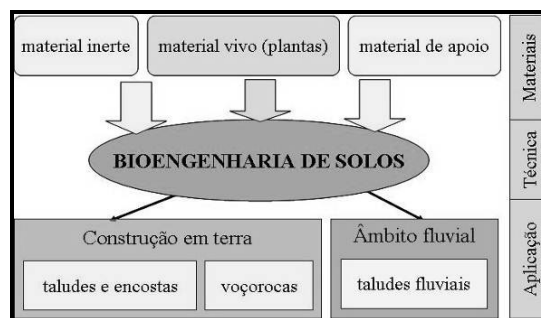 material inerte
material vivo (plantas)
material de apoio
Materiais
BIOENGENHARIA DE SOLOS
Técnica
Construção em terra
taludes e encostas
voçorocas
Âmbito fluvial
taludes fluviais
Aplicação